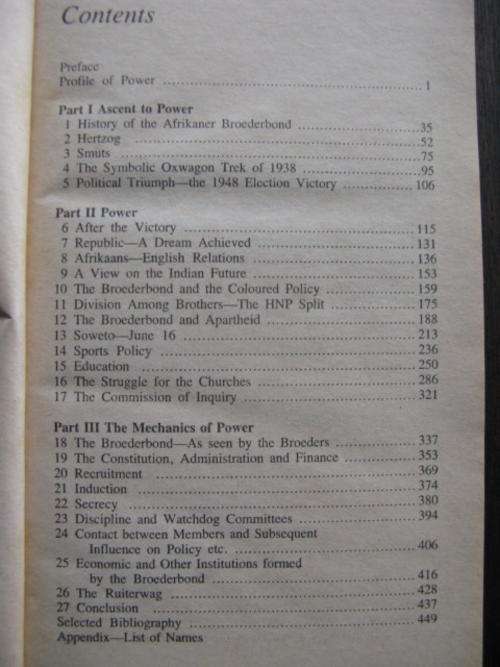 Contents
Preface
Profile of Power ........ 1
Part I Ascent to Power
1 History of the Afrikaner Broederbond ........ 35
2 Hertzog ........ 52
3 Smuts ........ 75
4 The Symbolic Oxwagon Trek of 1938 ........ 95
5 Political Triumph—the 1948 Election Victory ........ 106
Part II Power
6 After the Victory ........ 115
7 Republic—A Dream Achieved ........ 131
8 Afrikaans—English Relations ........ 136
9 A View on the Indian Future ........ 153
10 The Broederbond and the Coloured Policy ........ 159
11 Division Among Brothers—The HNP Split ........ 175
12 The Broederbond and Apartheid ........ 188
13 Soweto—June 16 ........ 213
14 Sports Policy ........ 236
15 Education ........ 250
16 The Struggle for the Churches ........ 286
17 The Commission of Inquiry ........ 321
Part III The Mechanics of Power
18 The Broederbond—As seen by the Broeders ........ 337
19 The Constitution, Administration and Finance ........ 353
20 Recruitment ........ 369
21 Induction ........ 374
22 Secrecy ........ 380
23 Discipline and Watchdog Committees ........ 394
24 Contact between Members and Subsequent
Influence on Policy etc. ........ 406
25 Economic and Other Institutions formed
by the Broederbond ........ 416
26 The Ruiterwag ........ 428
27 Conclusion ........ 437
Selected Bibliography ........ 449
Appendix—List of Names